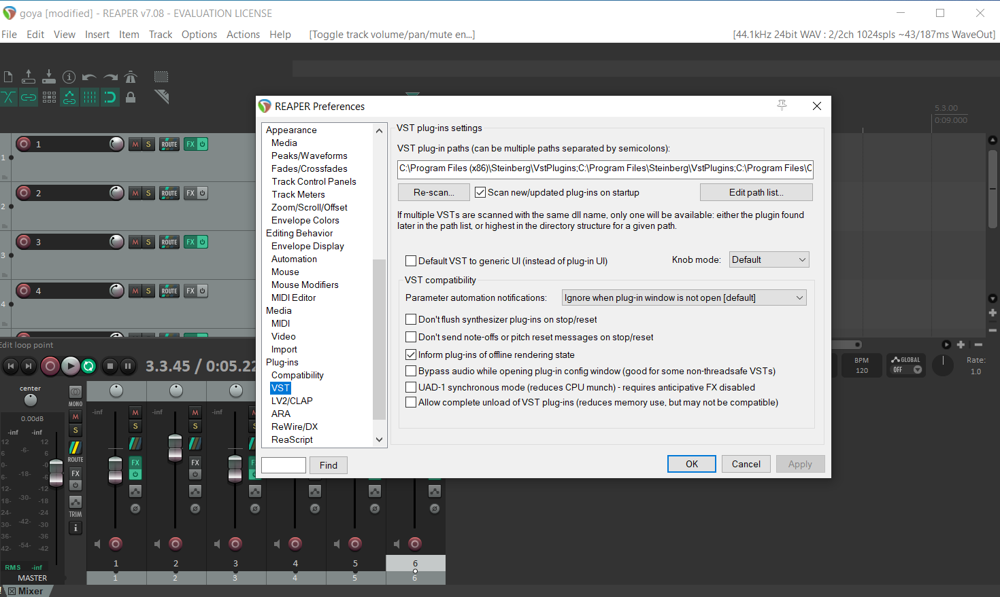 goya [modified] - REAPER v7.08 - EVALUATION LICENSE
File Edit View Insert Item Track Options Actions Help [Toggle track volume/pan/mute en...] [44.1kHz 24bit WAV : 2/2ch 1024spls ~43/187ms WaveOut]
5.3.00
0:09.000
1 1 M S ROUTE FX
2 2 M S ROUTE FX
3 3 M S ROUTE FX
4 4 M S ROUTE FX
Edit loop point
3.3.45 / 0:05.22
BPM
120
GLOBAL
OFF
Rate:
1.0
REAPER Preferences
Appearance
Media
Peaks/Waveforms
Fades/Crossfades
Track Control Panels
Track Meters
Zoom/Scroll/Offset
Envelope Colors
Editing Behavior
Envelope Display
Automation
Mouse
Mouse Modifiers
MIDI Editor
Media
MIDI
Video
Import
Plug-ins
Compatibility
VST
LV2/CLAP
ARA
ReWire/DX
ReaScript
Find
VST plug-ins settings
VST plug-in paths (can be multiple paths separated by semicolons):
C:\Program Files (x86)\Steinberg\VstPlugins;C:\Program Files\Steinberg\VstPlugins;C:\Program Files\C
Re-scan... Scan new/updated plug-ins on startup Edit path list...
If multiple VSTs are scanned with the same dll name, only one will be available: either the plugin found
later in the path list, or highest in the directory structure for a given path.
Default VST to generic UI (instead of plug-in UI) Knob mode: Default
VST compatibility
Parameter automation notifications: Ignore when plug-in window is not open [default]
Don't flush synthesizer plug-ins on stop/reset
Don't send note-offs or pitch reset messages on stop/reset
Inform plug-ins of offline rendering state
Bypass audio while opening plug-in config window (good for some non-threadsafe VSTs)
UAD-1 synchronous mode (reduces CPU munch) - requires anticipative FX disabled
Allow complete unload of VST plug-ins (reduces memory use, but may not be compatible)
OK Cancel Apply
center
0.00dB
-inf -inf
12 -6- 12
6 6
0- -0
6- -18- -6
12- -12
18- -30- -18
24- -24
30- -42- -30
36- -36
42- -54- -42
RMS -inf
MASTER
MONO
M
S
ROUTE
FX
TRIM
i
-inf M -inf M -inf
S S
FX FX
1 2 3 4 5 6
1 2 3 4 5 6
Mixer